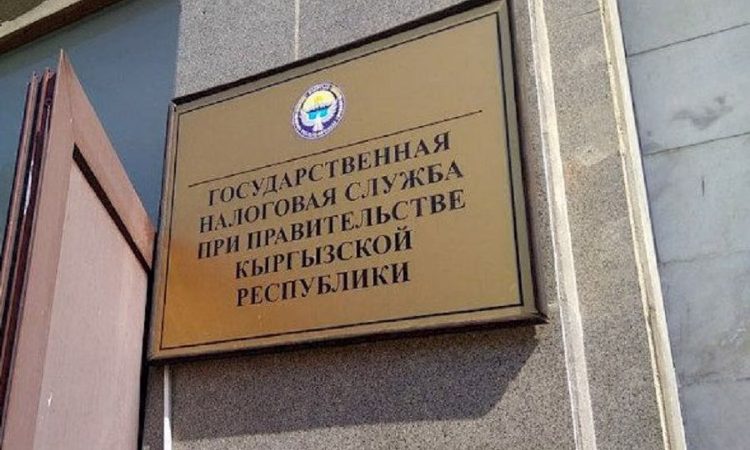 ГОСУДАРСТВЕННАЯ
НАЛОГОВАЯ СЛУЖБА
ПРИ ПРАВИТЕЛЬСТВЕ
КЫРГЫЗСКОЙ
РЕСПУБЛИКИ